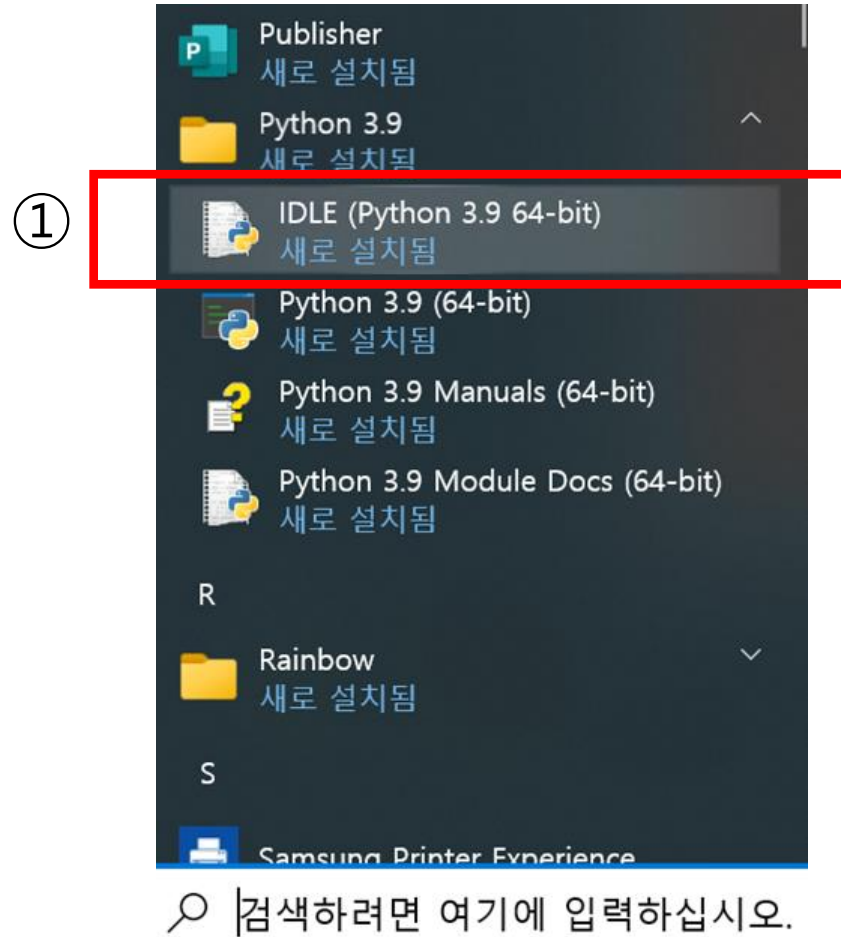 Publisher
새로 설치됨
Python 3.9
새로 설치됨
①
IDLE (Python 3.9 64-bit)
새로 설치됨
Python 3.9 (64-bit)
새로 설치됨
Python 3.9 Manuals (64-bit)
새로 설치됨
Python 3.9 Module Docs (64-bit)
새로 설치됨
R
Rainbow
새로 설치됨
S
Samsung Printer Experience
검색하려면 여기에 입력하십시오.